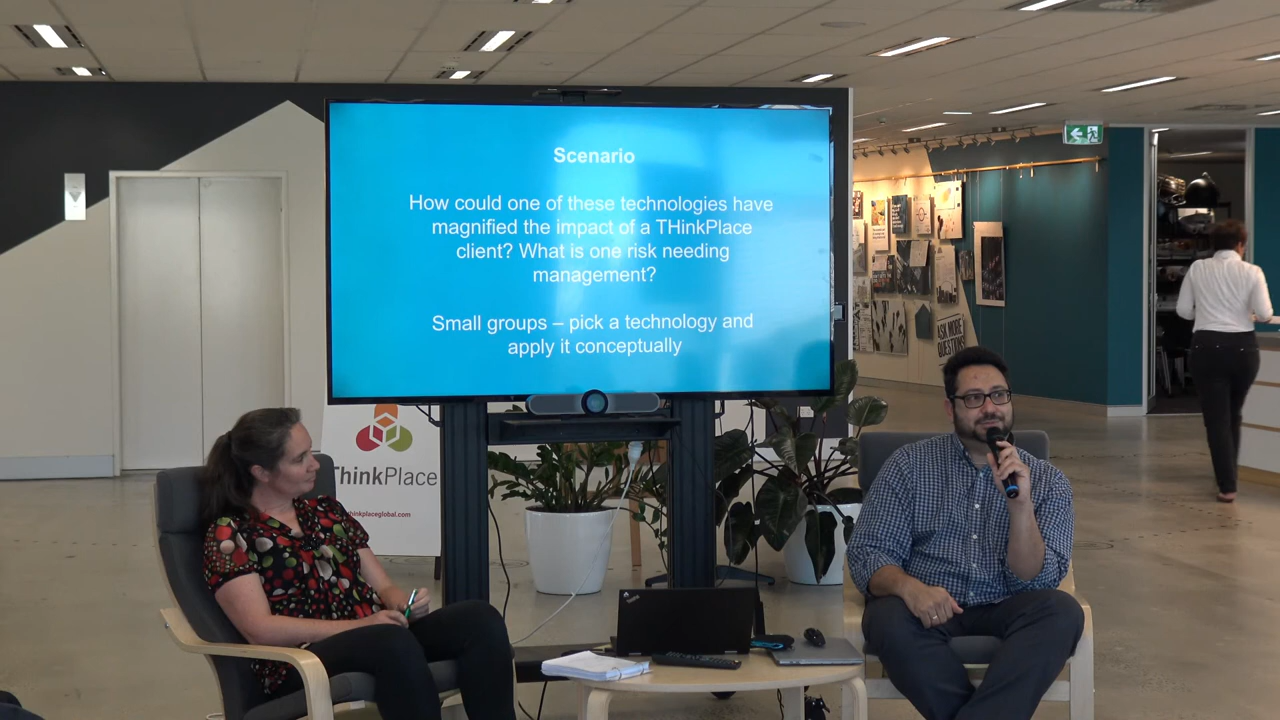 Scenario
How could one of these technologies have
magnified the impact of a THinkPlace
client? What is one risk needing
management?
Small groups – pick a technology and
apply it conceptually
ThinkPlace
thinkplaceglobal.com
ASK MORE
QUESTIONS